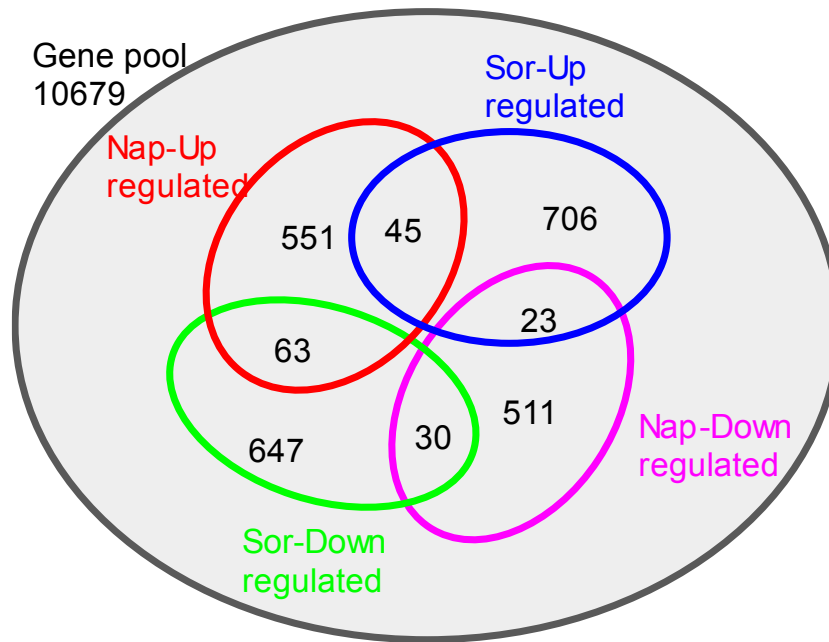 Gene pool
10679
Sor-Up
regulated
Nap-Up
regulated
551
45
706
23
63
30
511
647
Nap-Down
regulated
Sor-Down
regulated